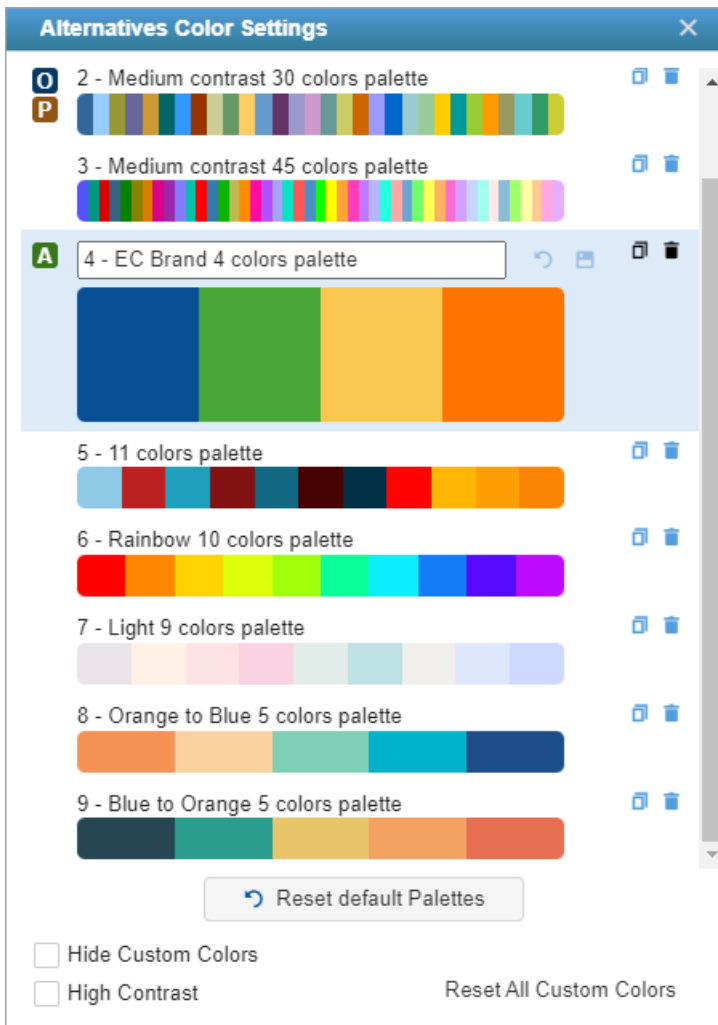 Alternatives Color Settings
O
2 - Medium contrast 30 colors palette
P
3 - Medium contrast 45 colors palette
A
4 - EC Brand 4 colors palette
5 - 11 colors palette
6 - Rainbow 10 colors palette
7 - Light 9 colors palette
8 - Orange to Blue 5 colors palette
9 - Blue to Orange 5 colors palette
Reset default Palettes
Hide Custom Colors
High Contrast
Reset All Custom Colors